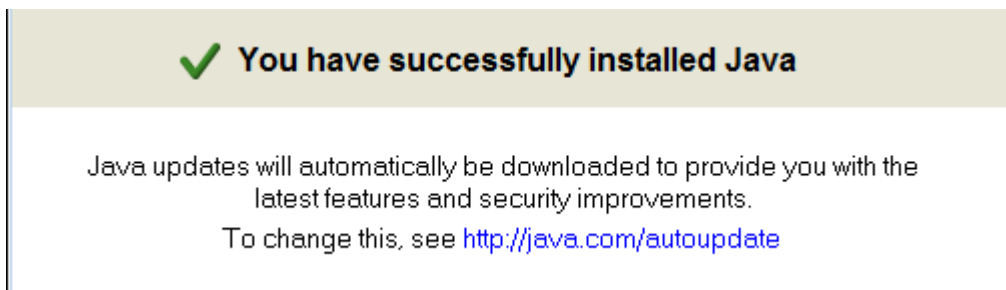 You have successfully installed Java
Java updates will automatically be downloaded to provide you with the
latest features and security improvements.
To change this, see http://java.com/autoupdate